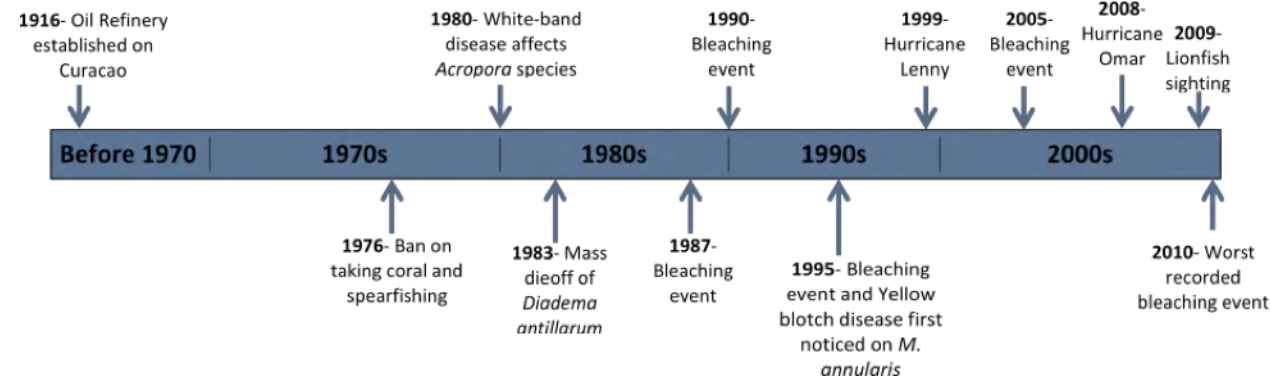 1916- Oil Refinery
established on
Curacao
1980- White-band
disease affects
Acropora species
1990-
Bleaching
event
1999-
Hurricane
Lenny
2005-
Bleaching
event
2008-
Hurricane
Omar
2009-
Lionfish
sighting
Before 1970
1970s
1980s
1990s
2000s
1976- Ban on
taking coral and
spearfishing
1983- Mass
dieoff of
Diadema
antillarum
1987-
Bleaching
event
1995- Bleaching
event and Yellow
blotch disease first
noticed on M.
annularis
2010- Worst
recorded
bleaching event